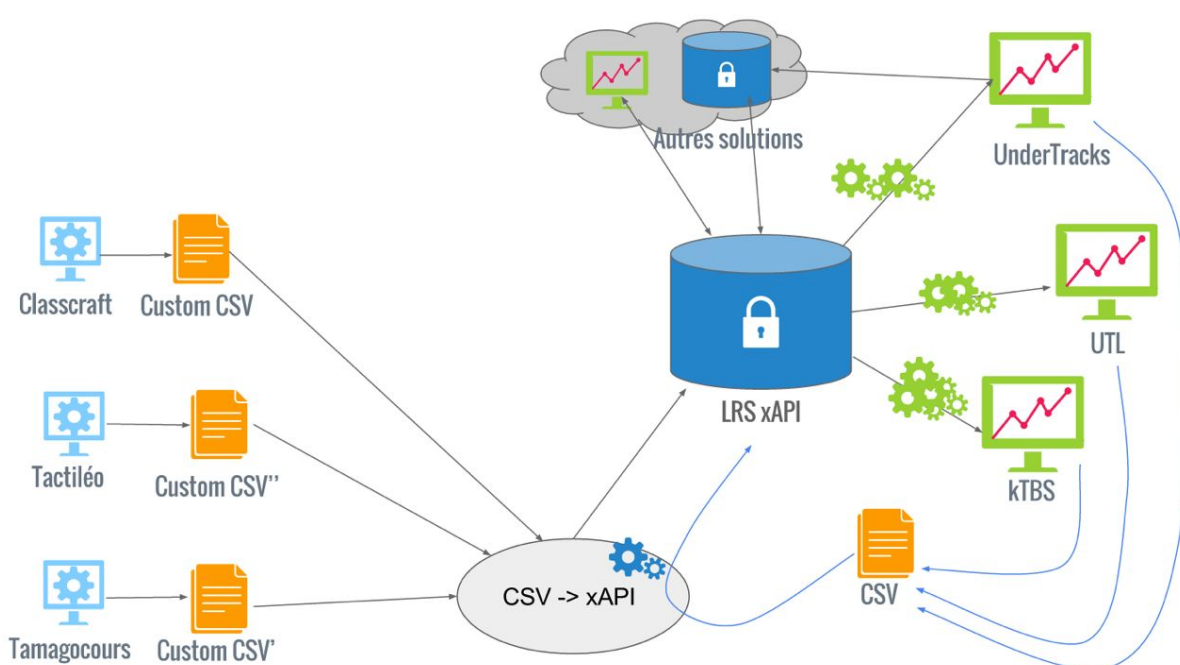 Autres solutions
UnderTracks
Classcraft
Custom CSV
UTL
LRS xAPI
Tactiléo
Custom CSV''
kTBS
CSV -> xAPI
CSV
Tamagocours
Custom CSV'